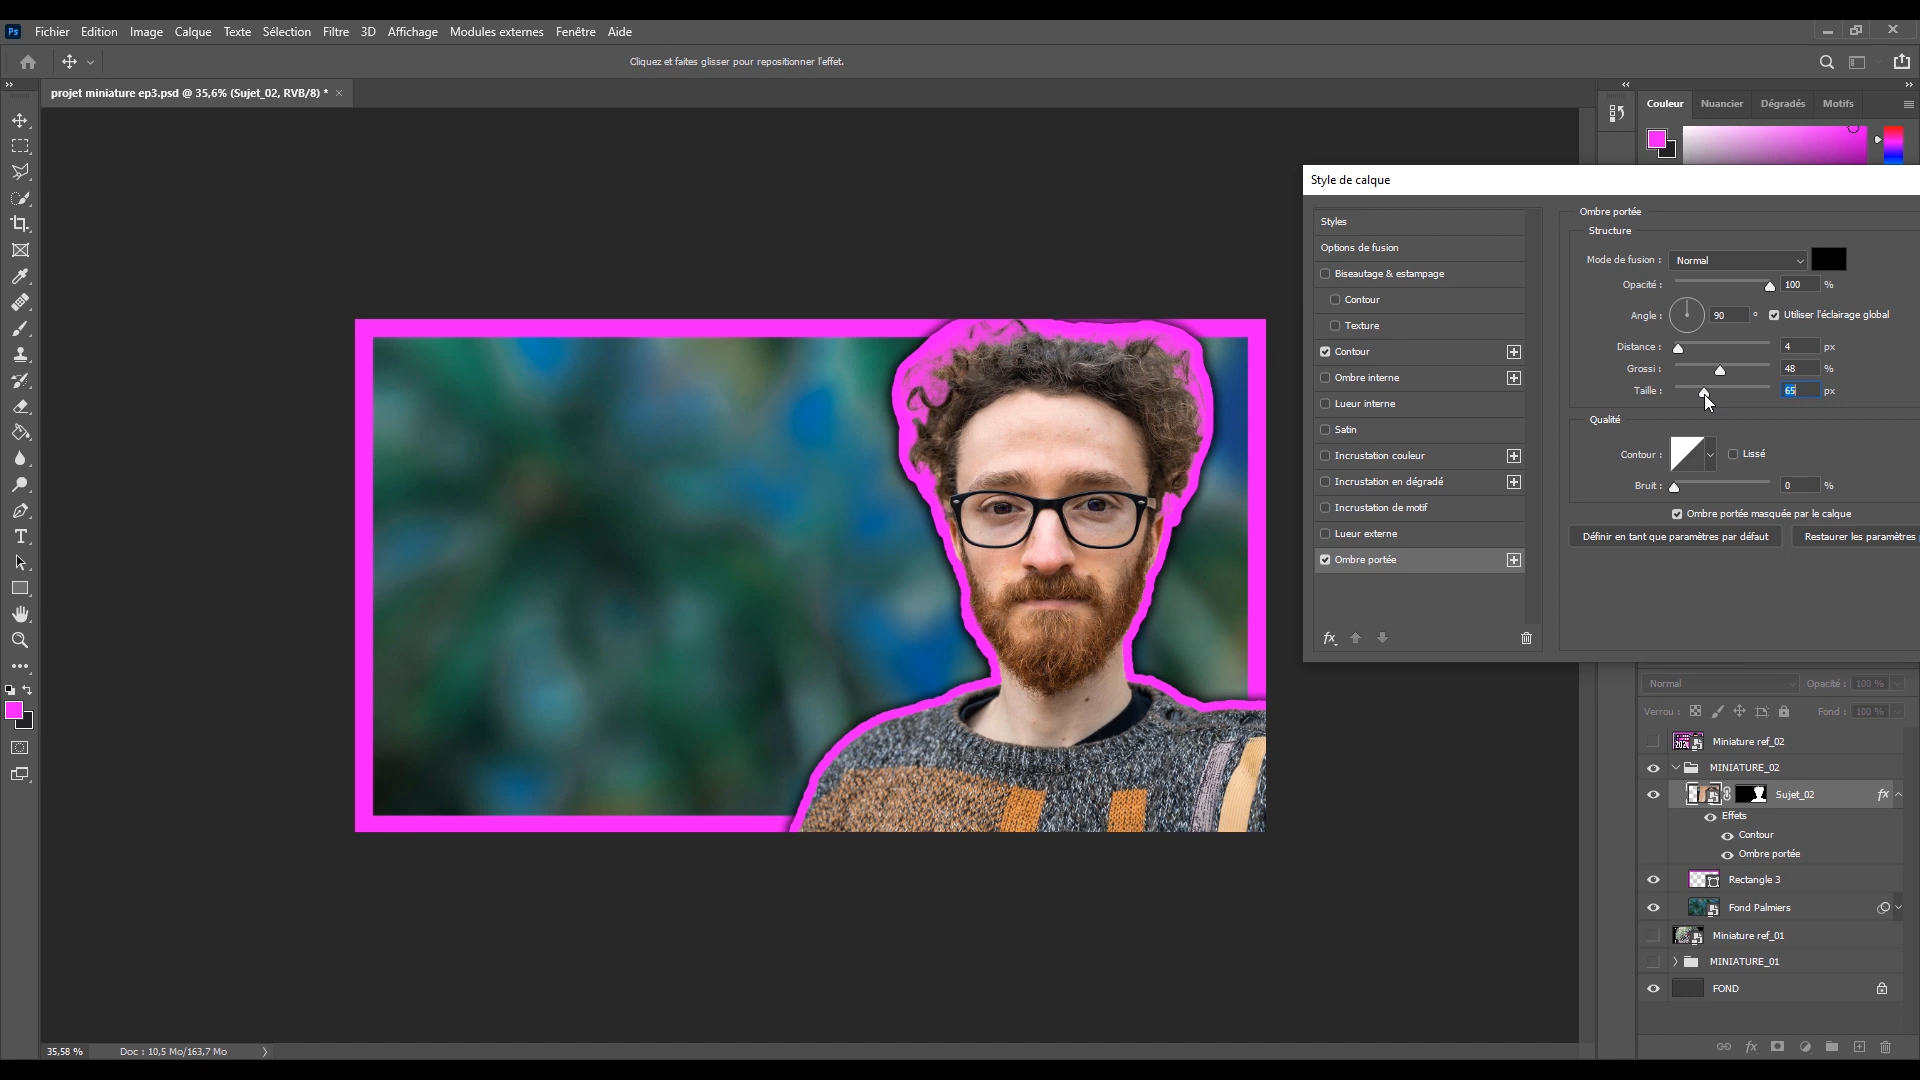 Ps Fichier Edition Image Calque Texte Sélection Filtre 3D Affichage Modules externes Fenêtre Aide
Cliquez et faites glisser pour repositionner l'effet.
projet miniature ep3.psd @ 35,6% (Sujet_02, RVB/8) *
Couleur Nuancier Dégradés Motifs
Style de calque
Styles
Options de fusion
Biseautage & estampage
Contour
Texture
Contour
Ombre interne
Lueur interne
Satin
Incrustation couleur
Incrustation en dégradé
Incrustation de motif
Lueur externe
Ombre portée
fx
Ombre portée
Structure
Mode de fusion : Normal
Opacité : 100 %
Angle : 90 ° Utiliser l'éclairage global
Distance : 4 px
Grossi : 48 %
Taille : 65 px
Qualité
Contour : Lissé
Bruit : 0 %
Ombre portée masquée par le calque
Définir en tant que paramètres par défaut Restaurer les paramètres
Normal Opacité : 100 %
Verrou : Fond : 100 %
Miniature ref_02
MINIATURE_02
Sujet_02 fx
Effets
Contour
Ombre portée
Rectangle 3
Fond Palmiers
Miniature ref_01
MINIATURE_01
FOND
fx
35,58 % Doc : 10,5 Mo/163,7 Mo